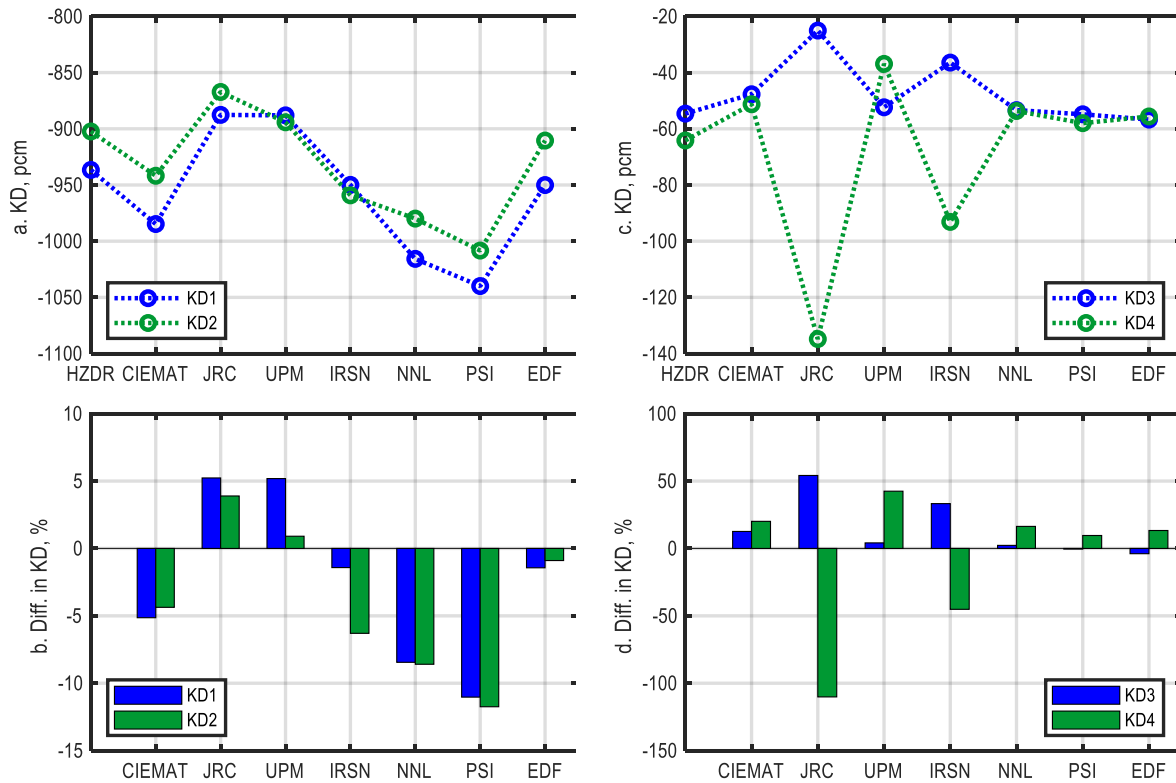 -800
-850
-900
-950
-1000
-1050
-1100
a. KD, pcm
KD1
KD2
HZDR CIEMAT JRC UPM IRSN NNL PSI EDF
-20
-40
-60
-80
-100
-120
-140
c. KD, pcm
KD3
KD4
HZDR CIEMAT JRC UPM IRSN NNL PSI EDF
10
5
0
-5
-10
-15
b. Diff. in KD, %
KD1
KD2
CIEMAT JRC UPM IRSN NNL PSI EDF
100
50
0
-50
-100
-150
d. Diff. in KD, %
KD3
KD4
CIEMAT JRC UPM IRSN NNL PSI EDF